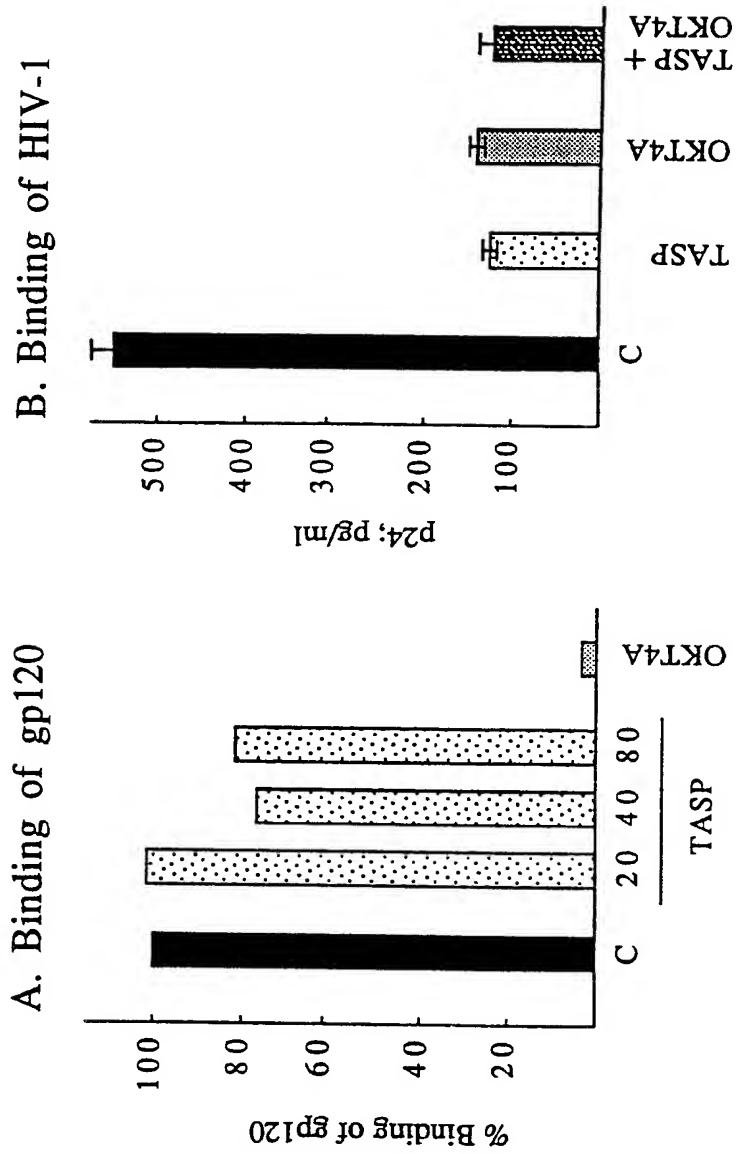 A. Binding of gp120
% Binding of gp120
100
80
60
40
20
C
20 40 80
TASP
OKT4A
B. Binding of HIV-1
p24; pg/ml
500
400
300
200
100
C
TASP
OKT4A
TASP +
OKT4A